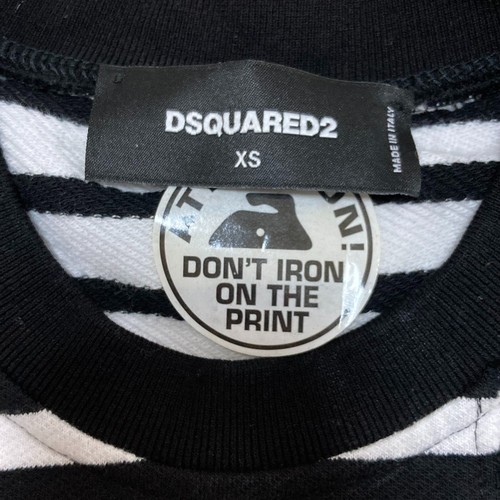 DSQUARED2
XS
MADE IN ITALY
DON'T IRON
ON THE
PRINT